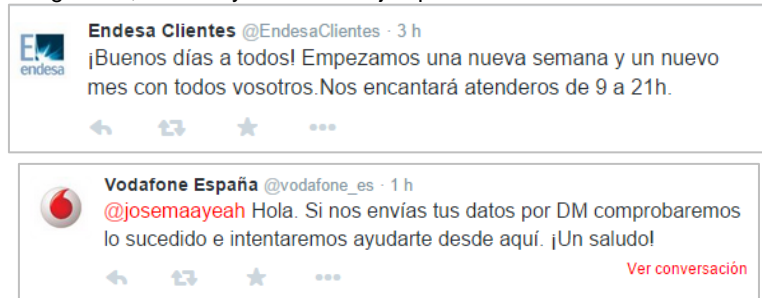 Endesa Clientes @EndesaClientes · 3 h
¡Buenos días a todos! Empezamos una nueva semana y un nuevo
mes con todos vosotros.Nos encantará atenderos de 9 a 21h.
endesa
Vodafone España @vodafone_es · 1 h
@josemaayeah Hola. Si nos envías tus datos por DM comprobaremos
lo sucedido e intentaremos ayudarte desde aquí. ¡Un saludo!
Ver conversación